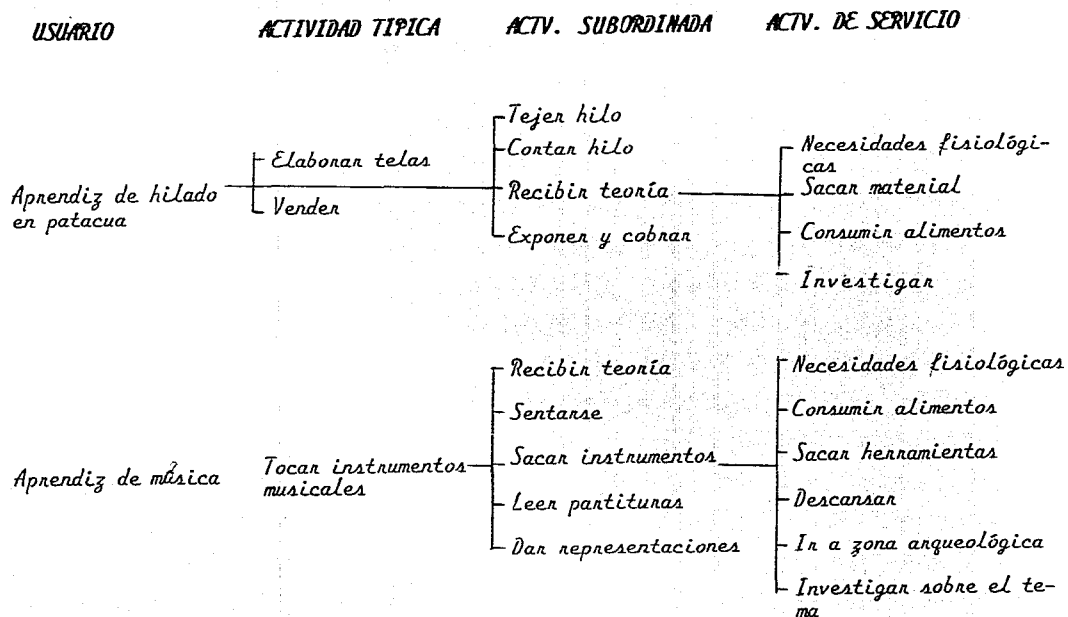 USUARIO ACTIVIDAD TIPICA ACTV. SUBORDINADA ACTV. DE SERVICIO
Aprendiz de hilado
en patacua
Elaborar telas
Vender
Tejer hilo
Cortar hilo
Recibir teoría
Exponer y cobrar
Necesidades fisiológi-
cas
Sacar material
Consumir alimentos
Investigar
Aprendiz de música
Tocar instrumentos
musicales
Recibir teoría
Sentarse
Sacar instrumentos
Leer partituras
Dar representaciones
Necesidades fisiológicas
Consumir alimentos
Sacar herramientas
Descansar
Ir a zona arqueológica
Investigar sobre el te-
ma